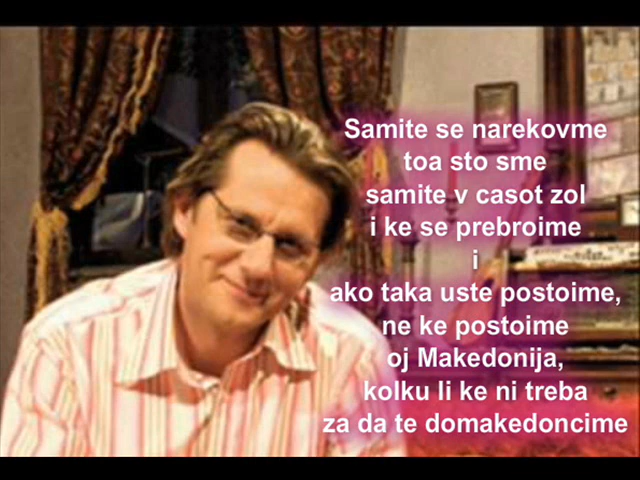 Samite se narekovme
toa sto sme
samite v casot zol
i ke se prebroime
i
ako taka uste postoime,
ne ke postoime
oj Makedonija,
kolku li ke ni treba
za da te domakedoncime